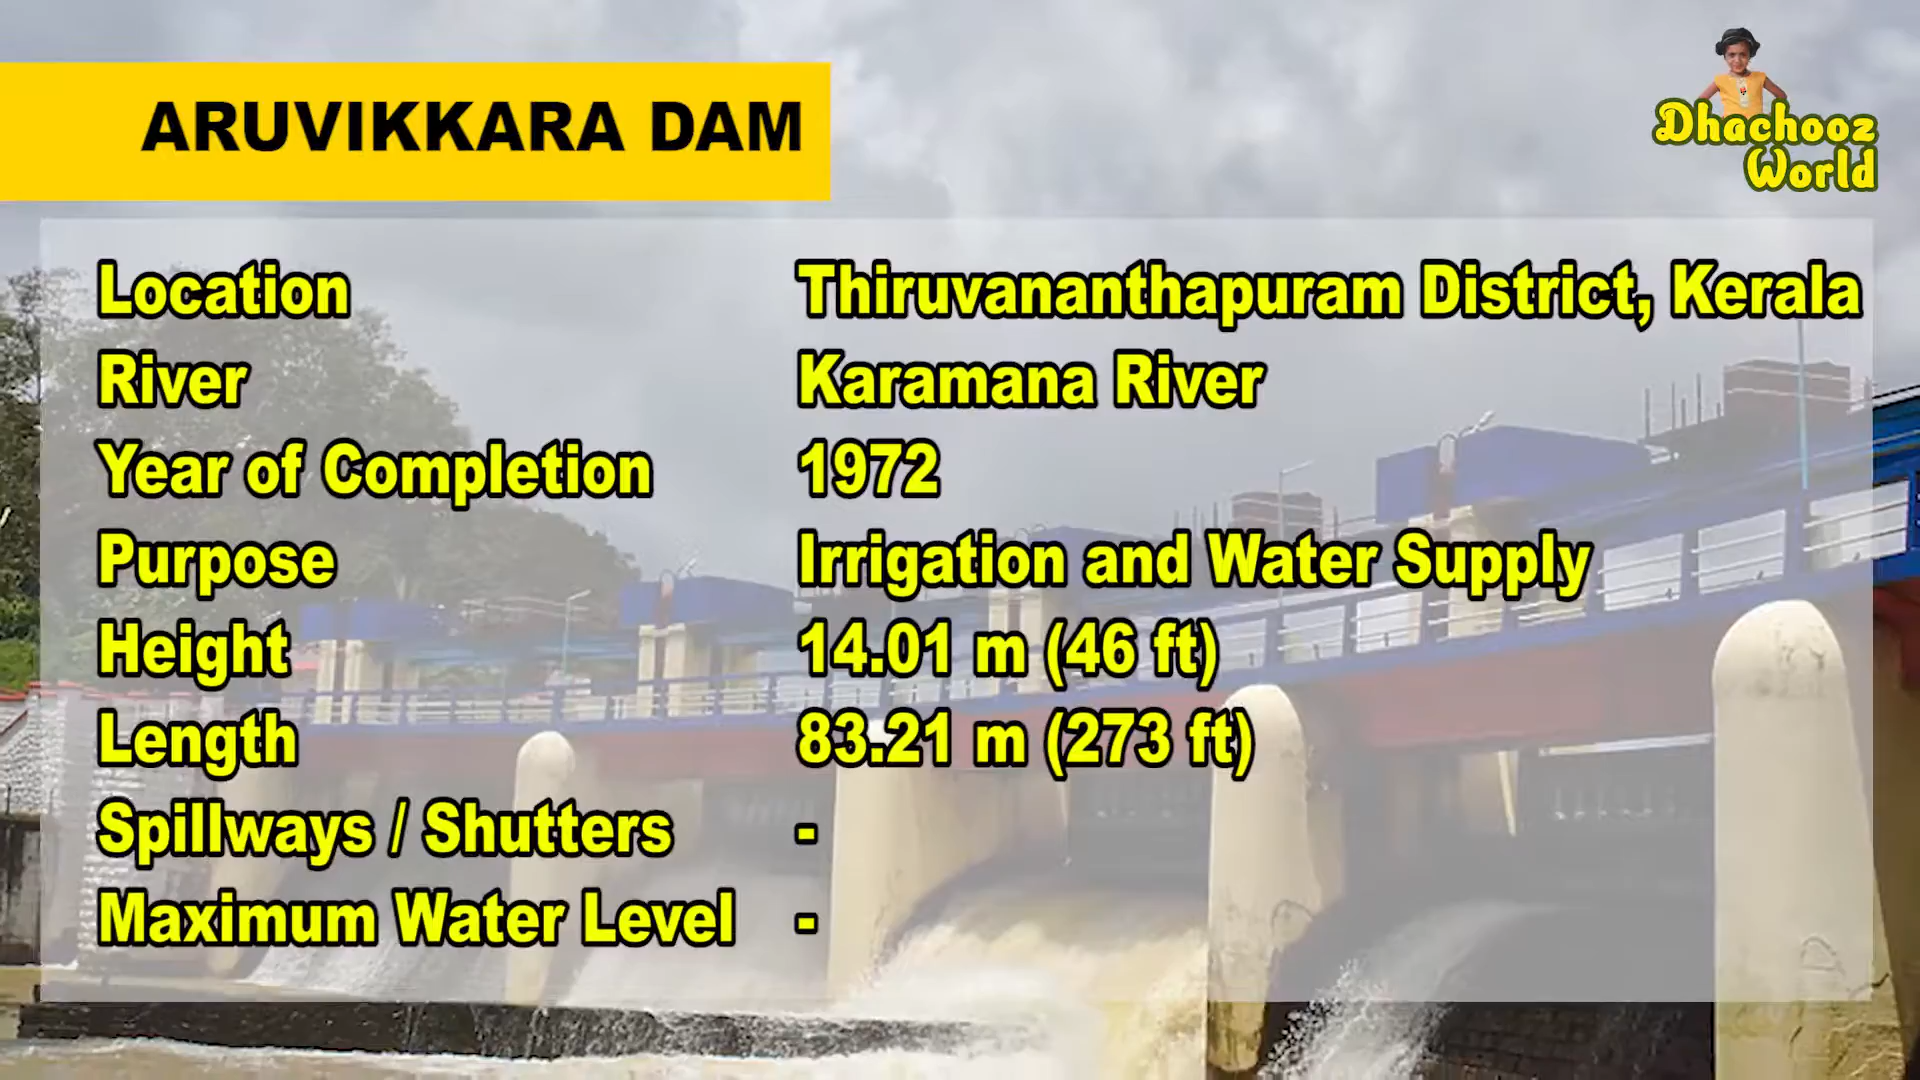 ARUVIKKARA DAM
Dhachooz
World
Location Thiruvananthapuram District, Kerala
River Karamana River
Year of Completion 1972
Purpose Irrigation and Water Supply
Height 14.01 m (46 ft)
Length 83.21 m (273 ft)
Spillways / Shutters -
Maximum Water Level -